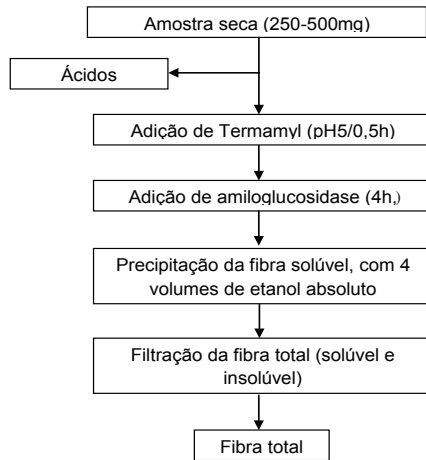 Amostra seca (250-500mg)
Ácidos
Adição de Termamyl (pH5/0,5h)
Adição de amiloglucosidase (4h,)
Precipitação da fibra solúvel, com 4
volumes de etanol absoluto
Filtração da fibra total (solúvel e
insolúvel)
Fibra total